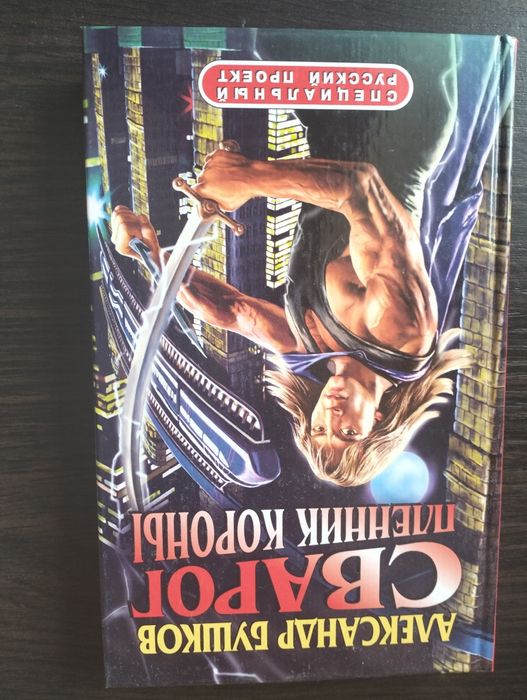 АЛЕКСАНДР БУШКОВ
СВАРОГ
ПЛЕННИК КОРОНЫ
СПЕЦИАЛЬНЫЙ
РУССКИЙ ПРОЕКТ